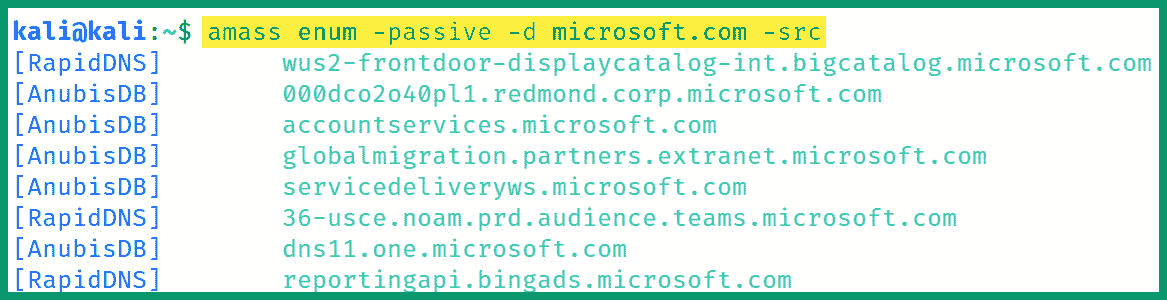 kali@kali:~$ amass enum -passive -d microsoft.com -src
[RapidDNS] wus2-frontdoor-displaycatalog-int.bigcatalog.microsoft.com
[AnubisDB] 000dco2o40pl1.redmond.corp.microsoft.com
[AnubisDB] accountservices.microsoft.com
[AnubisDB] globalmigration.partners.extranet.microsoft.com
[AnubisDB] servicedeliveryws.microsoft.com
[RapidDNS] 36-usce.noam.prd.audience.teams.microsoft.com
[AnubisDB] dns11.one.microsoft.com
[RapidDNS] reportingapi.bingads.microsoft.com